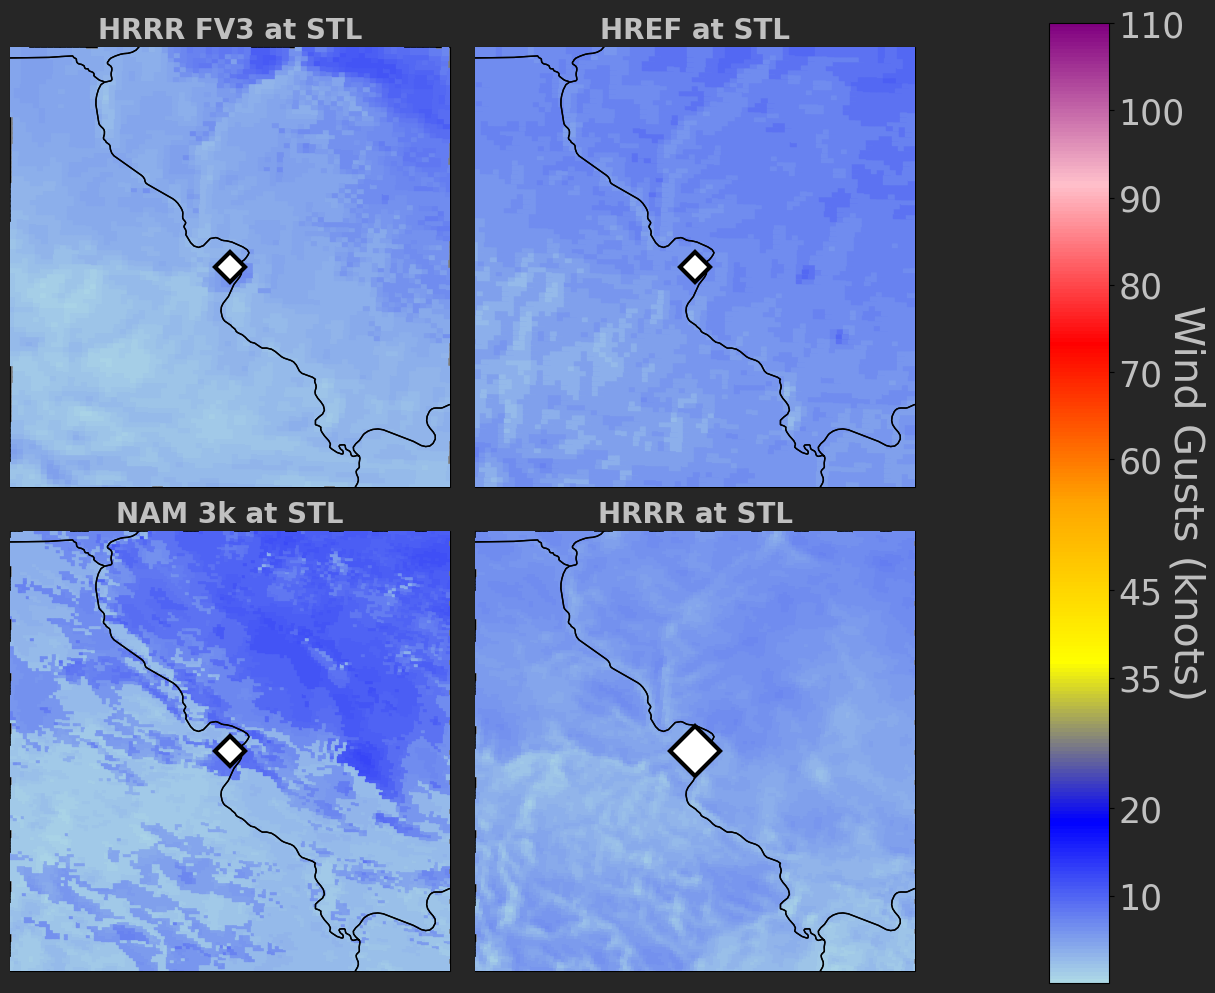 HRRR FV3 at STL
HREF at STL
NAM 3k at STL
HRRR at STL
110
100
90
80
70
60
45
35
20
10
Wind Gusts (knots)